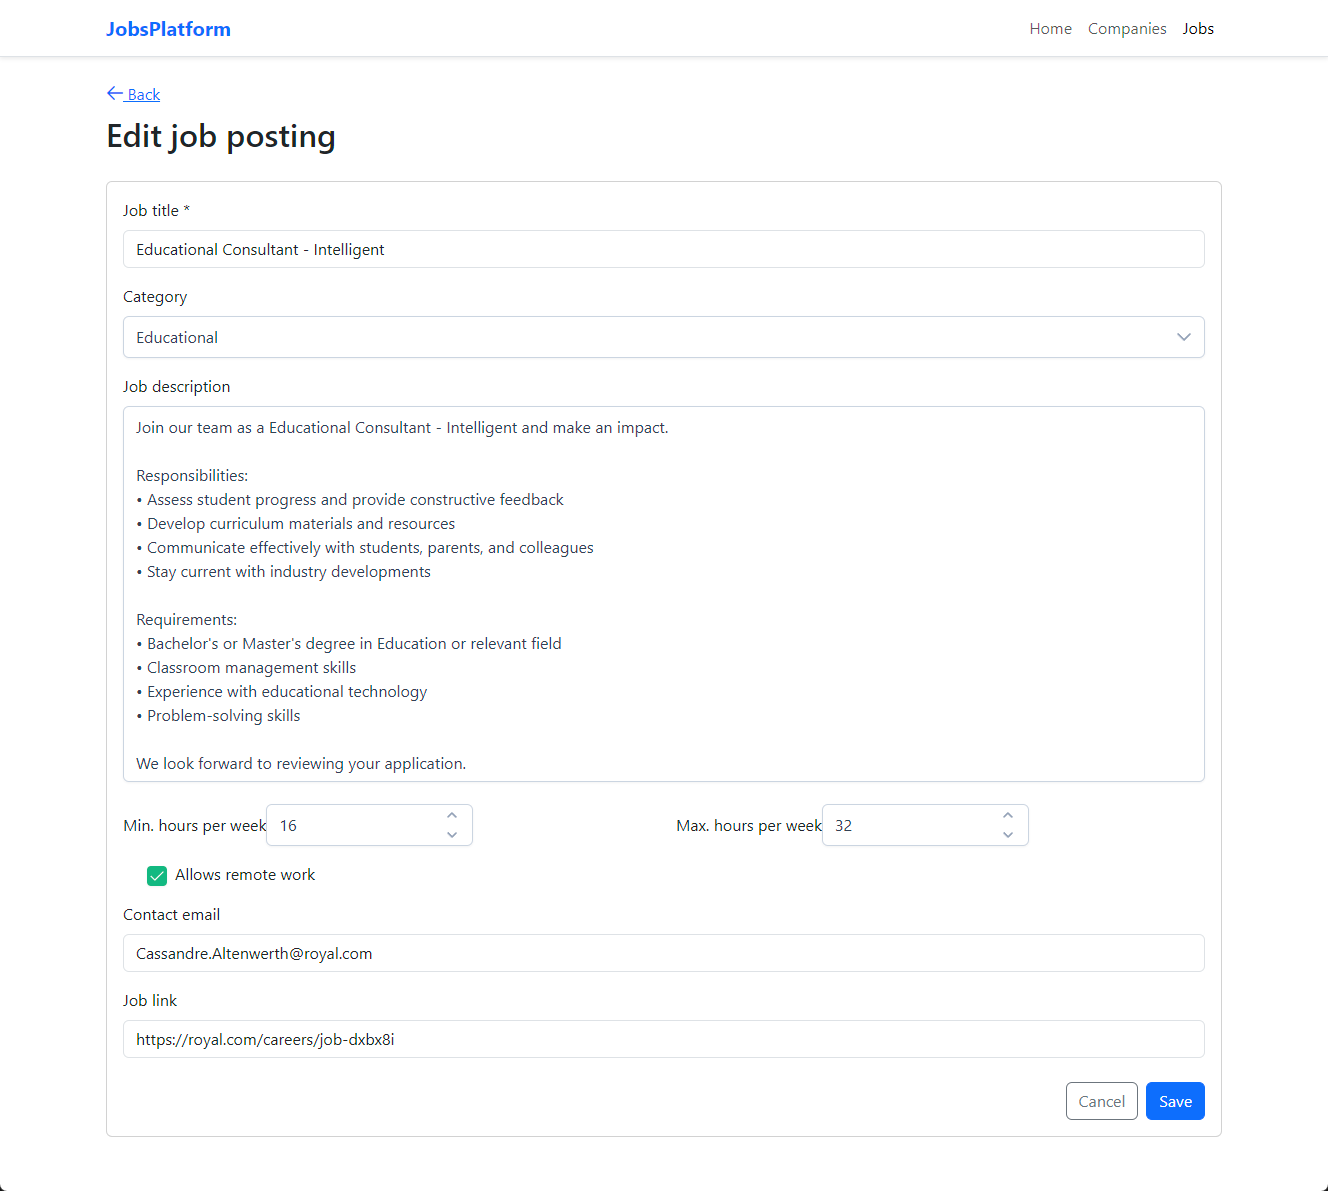 JobsPlatform
Home Companies Jobs
Back
Edit job posting
Job title *
Educational Consultant - Intelligent
Category
Educational
Job description
Join our team as a Educational Consultant - Intelligent and make an impact.
Responsibilities:
• Assess student progress and provide constructive feedback
• Develop curriculum materials and resources
• Communicate effectively with students, parents, and colleagues
• Stay current with industry developments
Requirements:
• Bachelor's or Master's degree in Education or relevant field
• Classroom management skills
• Experience with educational technology
• Problem-solving skills
We look forward to reviewing your application.
Min. hours per week 16 Max. hours per week 32
Allows remote work
Contact email
Cassandre.Altenwerth@royal.com
Job link
https://royal.com/careers/job-dxbx8i
Cancel Save